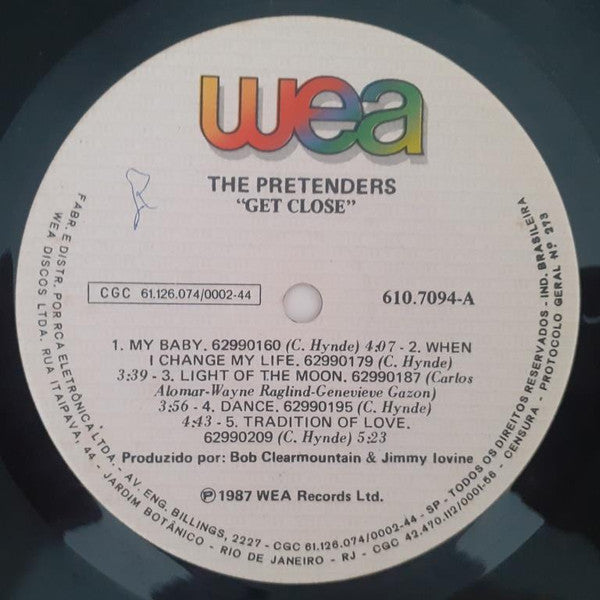 wea
THE PRETENDERS
“GET CLOSE”
CGC 61.126.074/0002-44
610.7094-A
1. MY BABY. 62990160 (C. Hynde) 4:07 - 2. WHEN
I CHANGE MY LIFE. 62990179 (C. Hynde)
3:39 - 3. LIGHT OF THE MOON. 62990187 (Carlos
Alomar-Wayne Raglind-Genevieve Gazon)
3:56 - 4. DANCE. 62990195 (C. Hynde)
4:43 - 5. TRADITION OF LOVE.
62990209 (C. Hynde) 5:23
Produzido por: Bob Clearmountain & Jimmy Iovine
Ⓟ1987 WEA Records Ltd.
FABR. E DISTR. POR RCA ELETRÔNICA LTDA. - AV. ENG. BILLINGS, 2227 - CGC 61.126.074/0002-44 - SP - TODOS OS DIREITOS RESERVADOS - IND. BRASILEIRA
WEA DISCOS LTDA. RUA ITAIPAVA, 44 - JARDIM BOTÂNICO - RIO DE JANEIRO - RJ - CGC 42.470.112/0001-56 - CENSURA - PROTOCOLO GERAL Nº 273